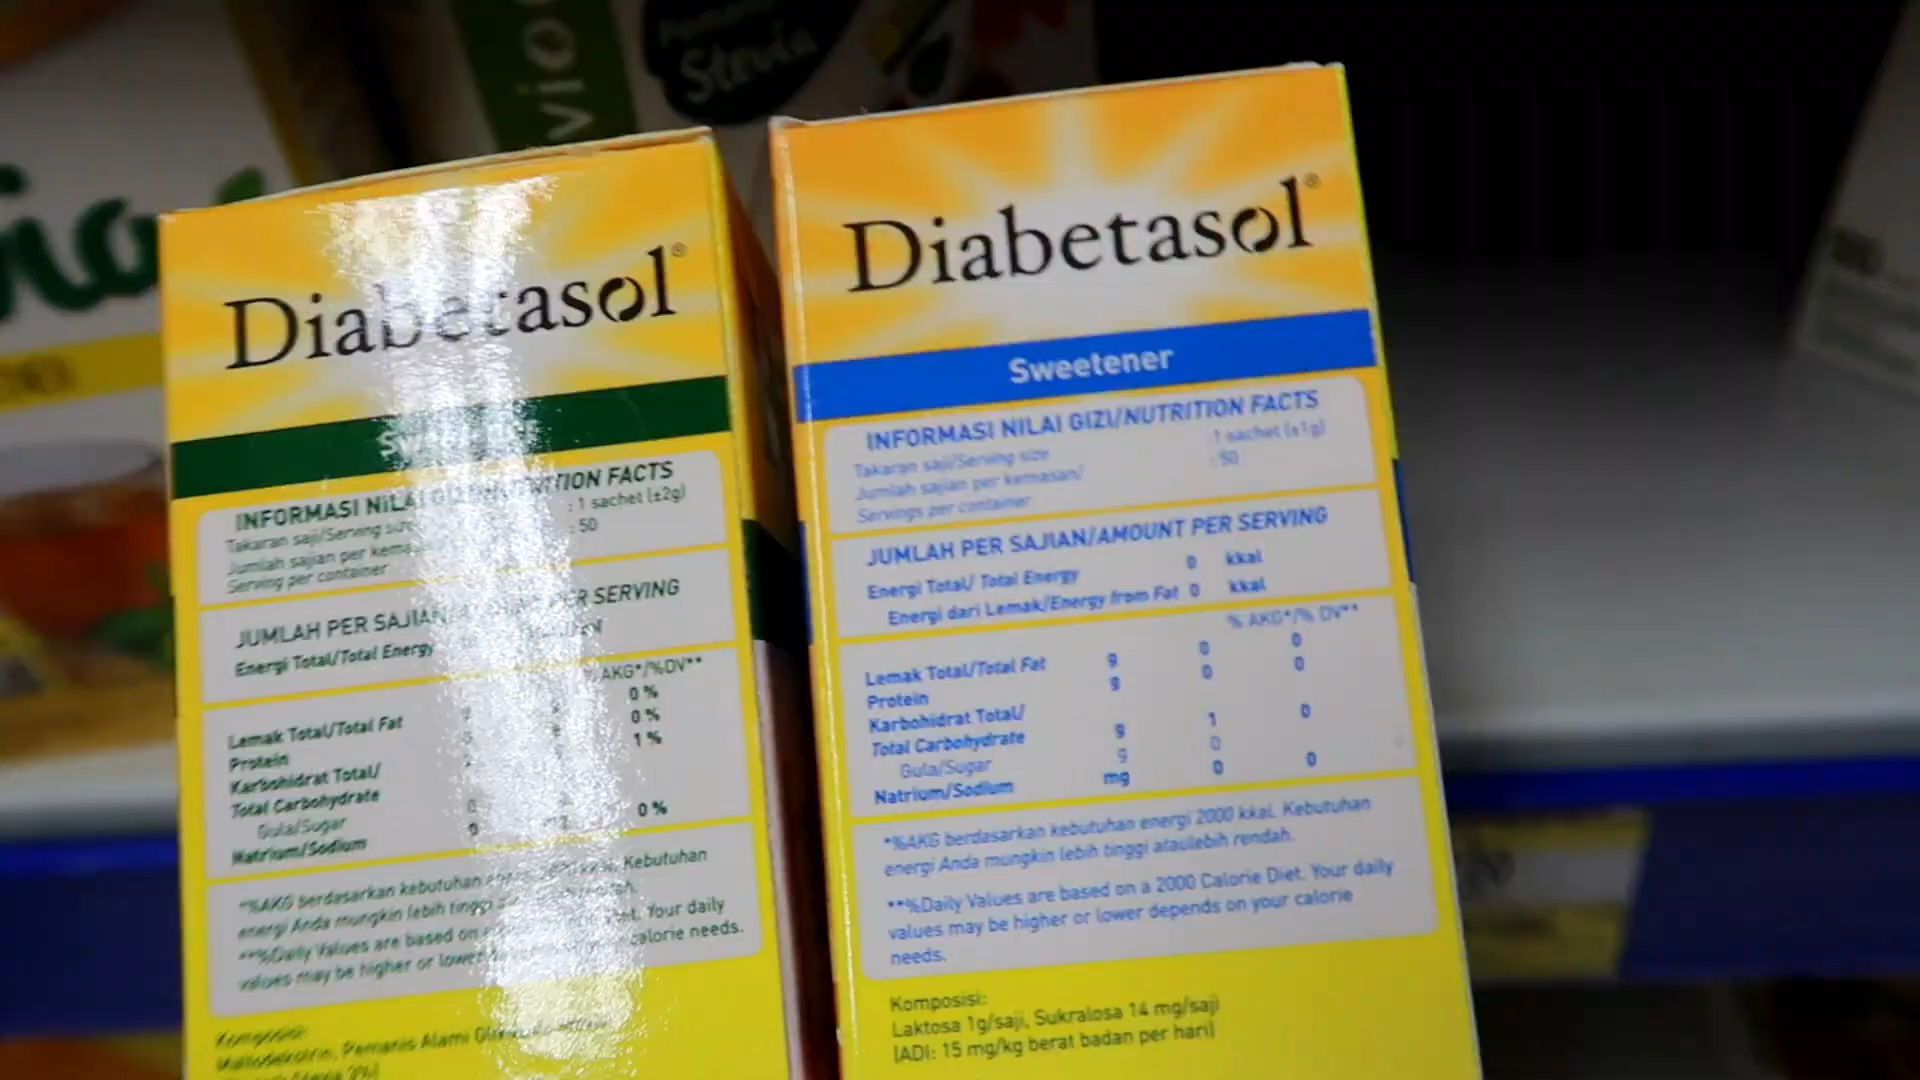 Pemanis
Stevia
vio
Diabetasol®
Sweetener
INFORMASI NILAI GIZI/NUTRITION FACTS
Takaran saji/Serving size : 1 sachet (±2g)
Jumlah sajian per
Serving per container : 50
JUMLAH PER SAJIAN/ PER SERVING
Energi Total/Total Energy
%AKG*/%DV**
Lemak Total/Total Fat 0 %
Protein 0 %
Karbohidrat Total/
Total Carbohydrate 1 %
Gula/Sugar
Natrium/Sodium 0 %
*%AKG berdasarkan kebutuhan Kebutuhan
energi Anda mungkin lebih tinggi
**%Daily Values are based on Your daily
values may be higher or lower calorie needs.
Komposisi:
Maltodekstrin, Pemanis Alami
Diabetasol®
Sweetener
INFORMASI NILAI GIZI/NUTRITION FACTS
Takaran saji/Serving size : 1 sachet (±1g)
Jumlah sajian per kemasan/ : 50
Servings per container
JUMLAH PER SAJIAN/AMOUNT PER SERVING
Energi Total/ Total Energy 0 kkal
Energi dari Lemak/Energy from Fat 0 kkal
% AKG*/% DV**
Lemak Total/Total Fat g 0 0
Protein g 0 0
Karbohidrat Total/
Total Carbohydrate g 1 0
Gula/Sugar g 0
Natrium/Sodium mg 0 0
*%AKG berdasarkan kebutuhan energi 2000 kkal. Kebutuhan
energi Anda mungkin lebih tinggi ataulebih rendah.
**%Daily Values are based on a 2000 Calorie Diet. Your daily
values may be higher or lower depends on your calorie
needs.
Komposisi:
Laktosa 1g/saji, Sukralosa 14 mg/saji
(ADI: 15 mg/kg berat badan per hari)